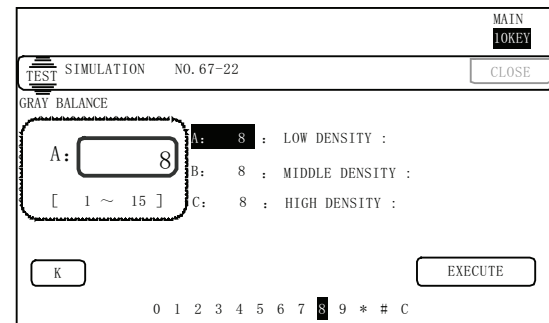 MAIN
10KEY
TEST SIMULATION NO. 67-22 CLOSE
GRAY BALANCE
A: 8 : LOW DENSITY :
A: 8
B: 8 : MIDDLE DENSITY :
[ 1 ~ 15 ] C: 8 : HIGH DENSITY :
K EXECUTE
0 1 2 3 4 5 6 7 8 9 * # C